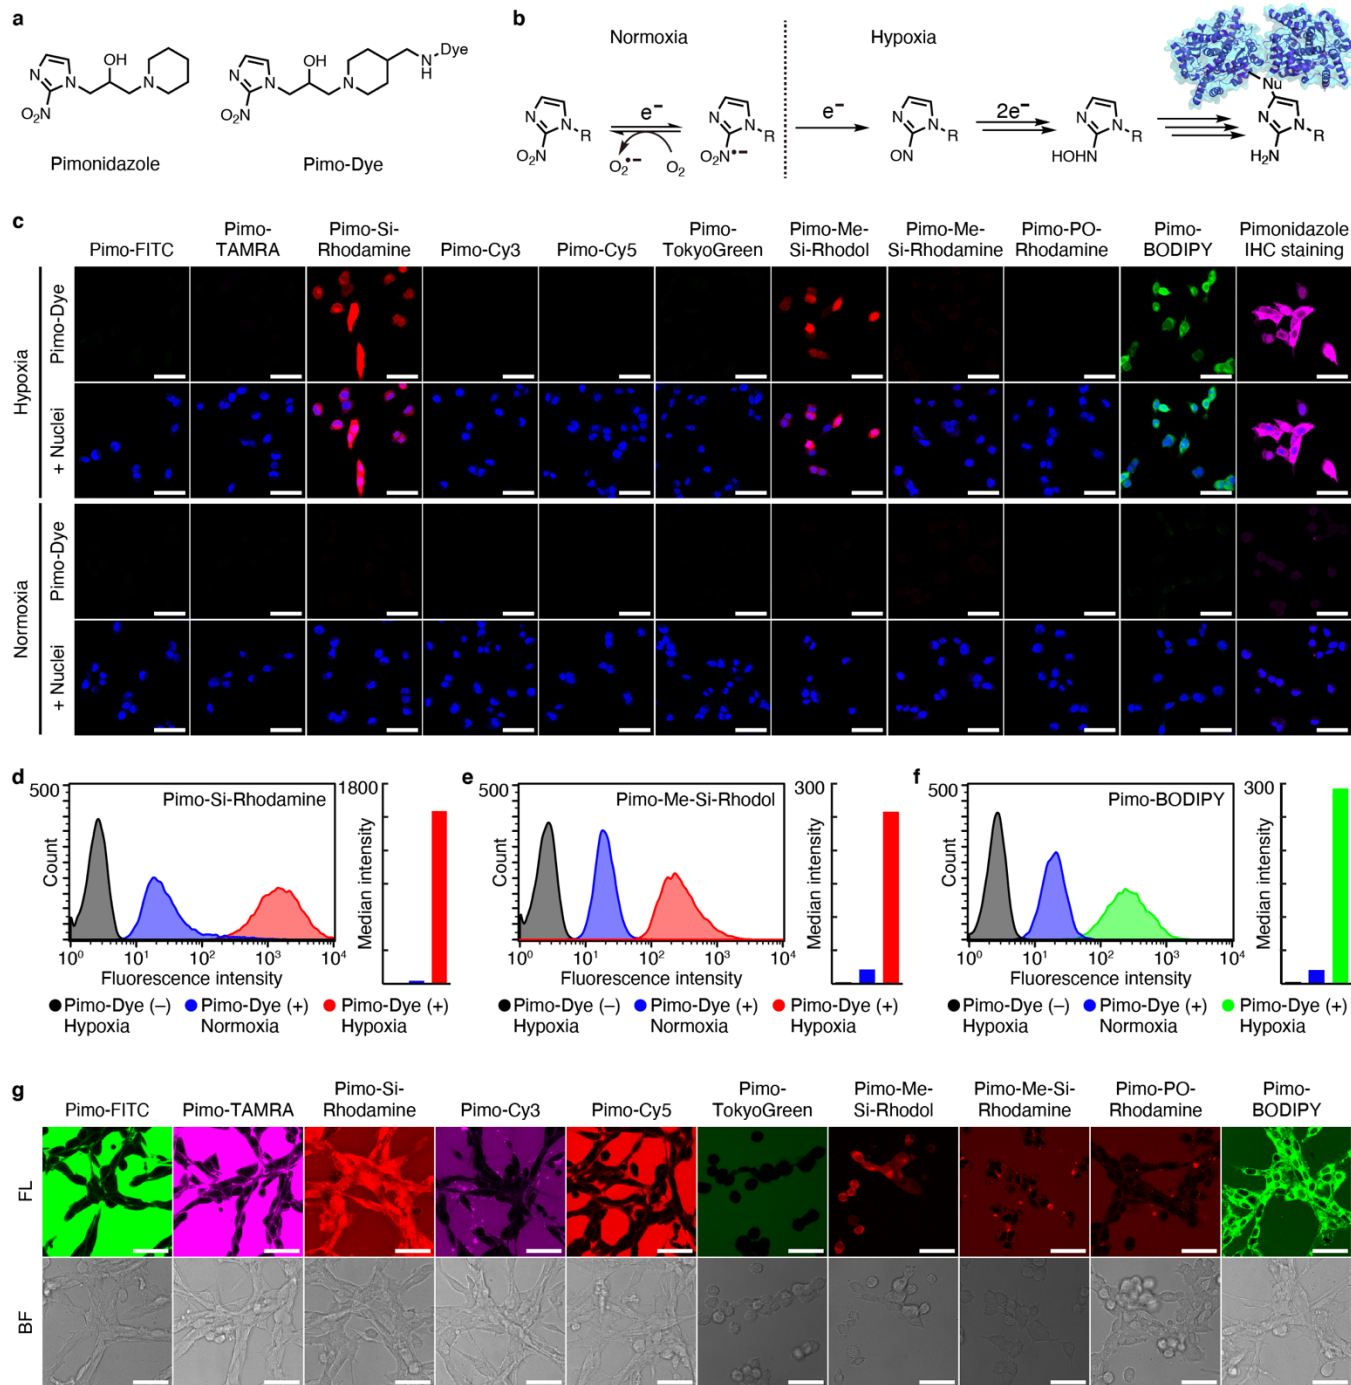 a
OH
N
N
N
O₂N
Pimonidazole
OH
N
N
N
O₂N
N
H
Dye
Pimo-Dye
b
Normoxia
Hypoxia
N
N
R
O₂N
e⁻
O₂•⁻
O₂
N
N
R
O₂N•⁻
e⁻
N
N
R
ON
2e⁻
N
N
R
HOHN
Nu
N
N
R
H₂N
c
Pimo-FITC
Pimo-
TAMRA
Pimo-Si-
Rhodamine
Pimo-Cy3
Pimo-Cy5
Pimo-
TokyoGreen
Pimo-Me-
Si-Rhodol
Pimo-Me-
Si-Rhodamine
Pimo-PO-
Rhodamine
Pimo-
BODIPY
Pimonidazole
IHC staining
Hypoxia
Pimo-Dye
+ Nuclei
Normoxia
Pimo-Dye
+ Nuclei
d
500
Count
Pimo-Si-Rhodamine
10⁰ 10¹ 10² 10³ 10⁴
Fluorescence intensity
1800
Median intensity
Pimo-Dye (–)
Hypoxia
Pimo-Dye (+)
Normoxia
Pimo-Dye (+)
Hypoxia
e
500
Count
Pimo-Me-Si-Rhodol
10⁰ 10¹ 10² 10³ 10⁴
Fluorescence intensity
300
Median intensity
Pimo-Dye (–)
Hypoxia
Pimo-Dye (+)
Normoxia
Pimo-Dye (+)
Hypoxia
f
500
Count
Pimo-BODIPY
10⁰ 10¹ 10² 10³ 10⁴
Fluorescence intensity
300
Median intensity
Pimo-Dye (–)
Hypoxia
Pimo-Dye (+)
Normoxia
Pimo-Dye (+)
Hypoxia
g
Pimo-FITC
Pimo-TAMRA
Pimo-Si-
Rhodamine
Pimo-Cy3
Pimo-Cy5
Pimo-
TokyoGreen
Pimo-Me-
Si-Rhodol
Pimo-Me-Si-
Rhodamine
Pimo-PO-
Rhodamine
Pimo-
BODIPY
FL
BF